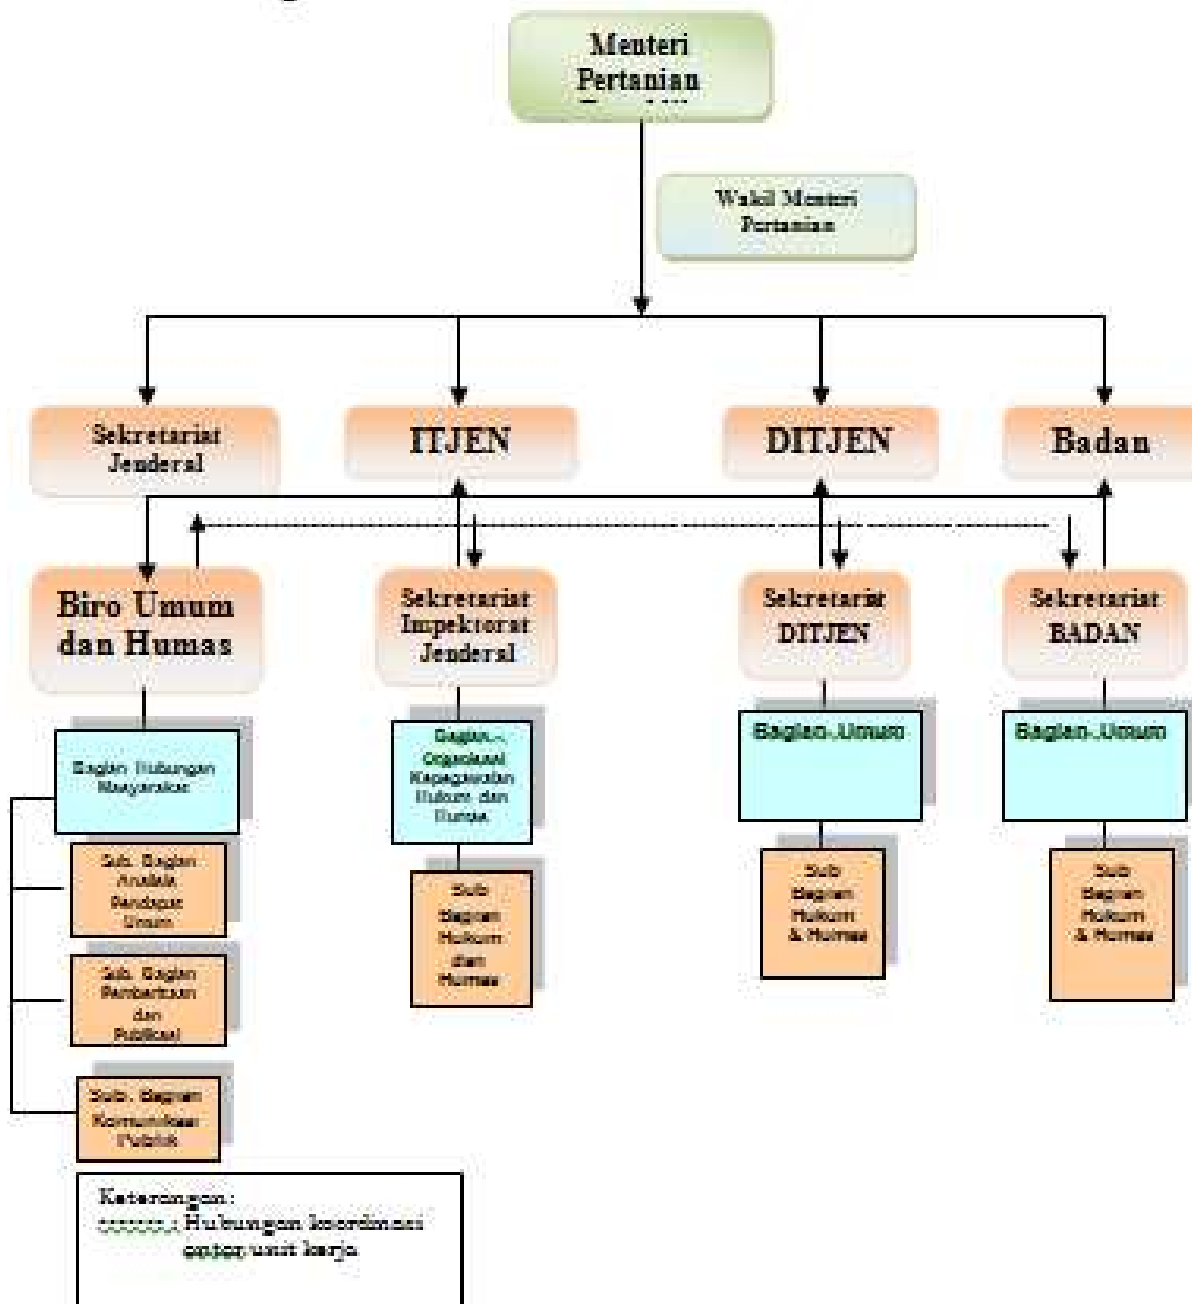 Menteri
Pertanian
Wakil Menteri
Pertanian
Sekretariat
Jenderal
ITJEN
DITJEN
Badan
Biro Umum
dan Humas
Sekretariat
Impektorat
Jenderal
Sekretariat
DITJEN
Sekretariat
BADAN
Bagian Hubungan
Masyarakat
Bagian
Organisasi
Kepegawaian
Hukum dan
Humas
Bagian Umum
Bagian Umum
Sub. Bagian
Analisis
Pendapat
Umum
Sub
Bagian
Hukum
dan
Humas
Sub
Bagian
Hukum
& Humas
Sub
Bagian
Hukum
& Humas
Sub. Bagian
Pemberitaan
dan
Publikasi
Sub. Bagian
Komunikasi
Publik
Keterangan:
: Hubungan koordinasi
antar unit kerja